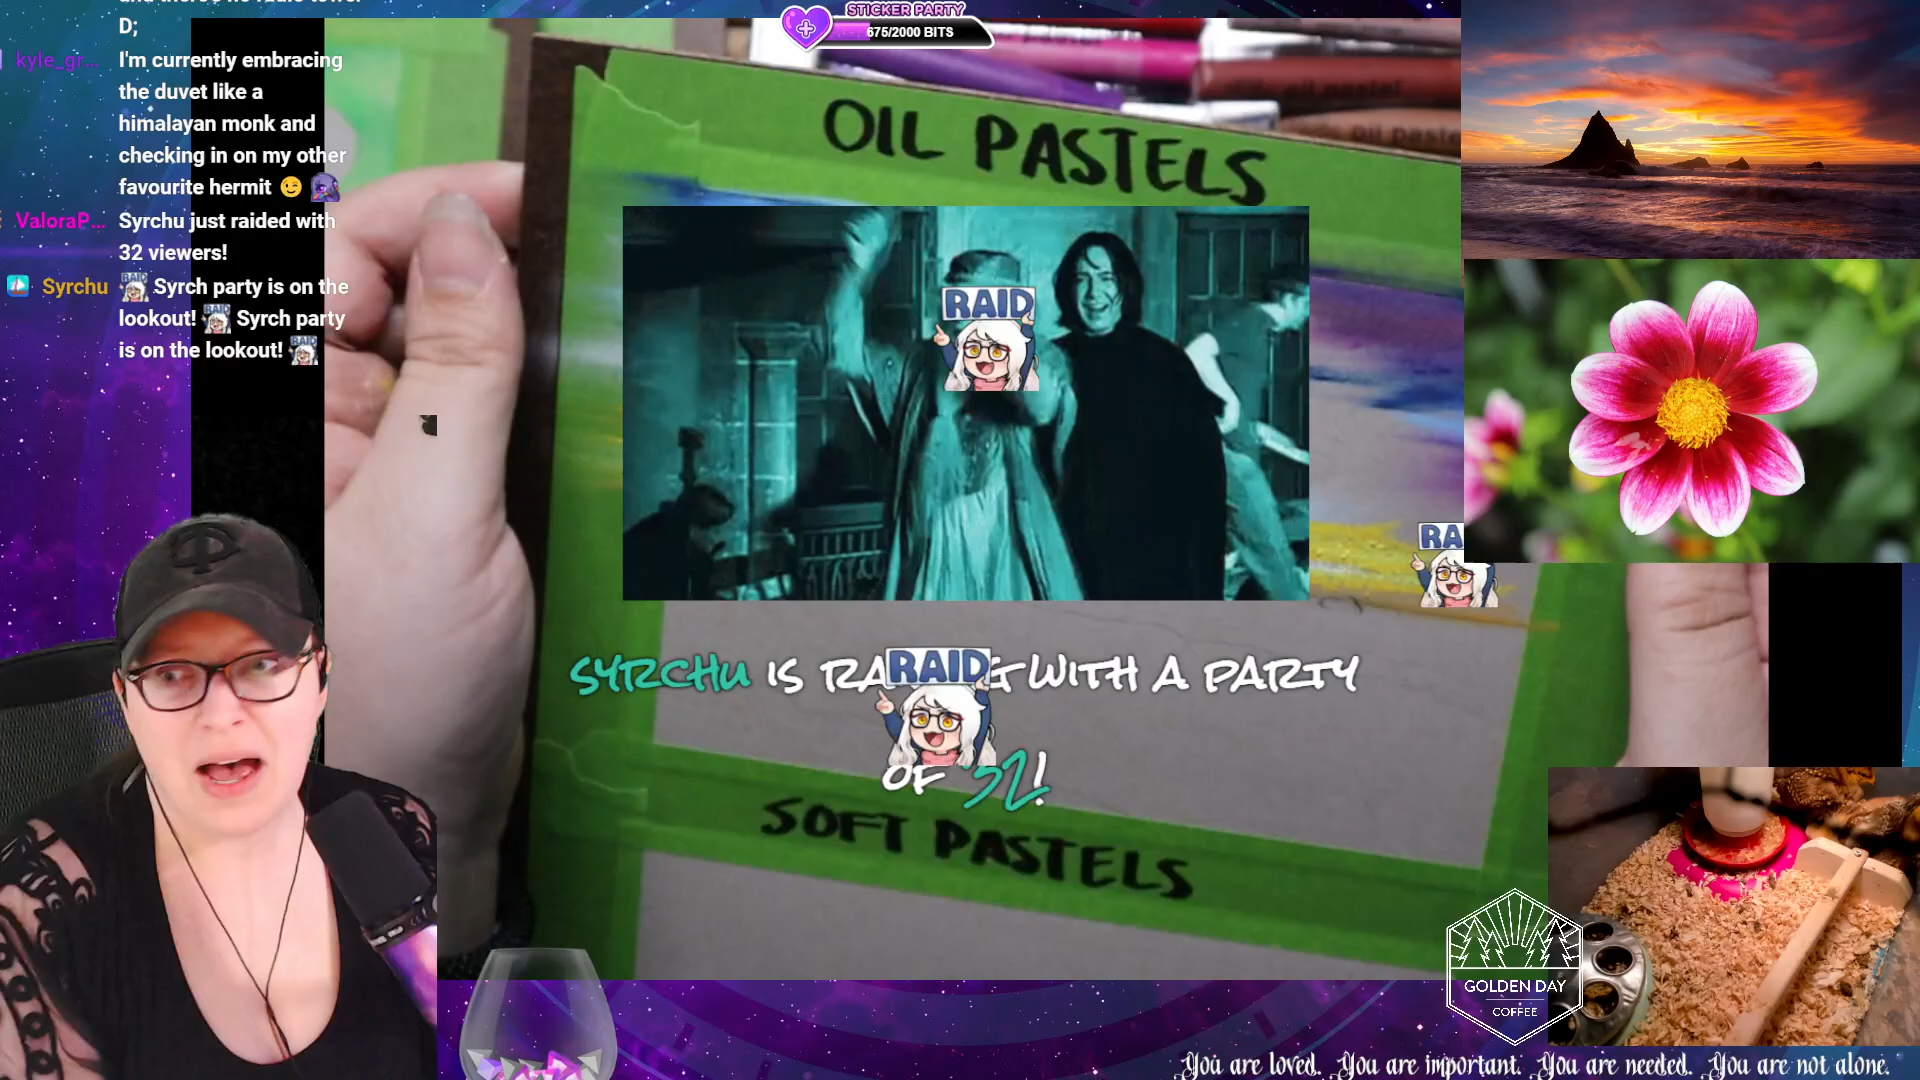 D;
STICKER PARTY
675/2000 BITS
kyle_gr... I'm currently embracing
the duvet like a
himalayan monk and
checking in on my other
favourite hermit
ValoraP... Syrchu just raided with
32 viewers!
Syrchu RAID Syrch party is on the
lookout! RAID Syrch party
is on the lookout! RAID
OIL PASTELS
RAID
RA
SYRCHU IS RA RAID G WITH A PARTY
OF 32!
SOFT PASTELS
GOLDEN DAY
COFFEE
You are loved. You are important. You are needed. You are not alone.